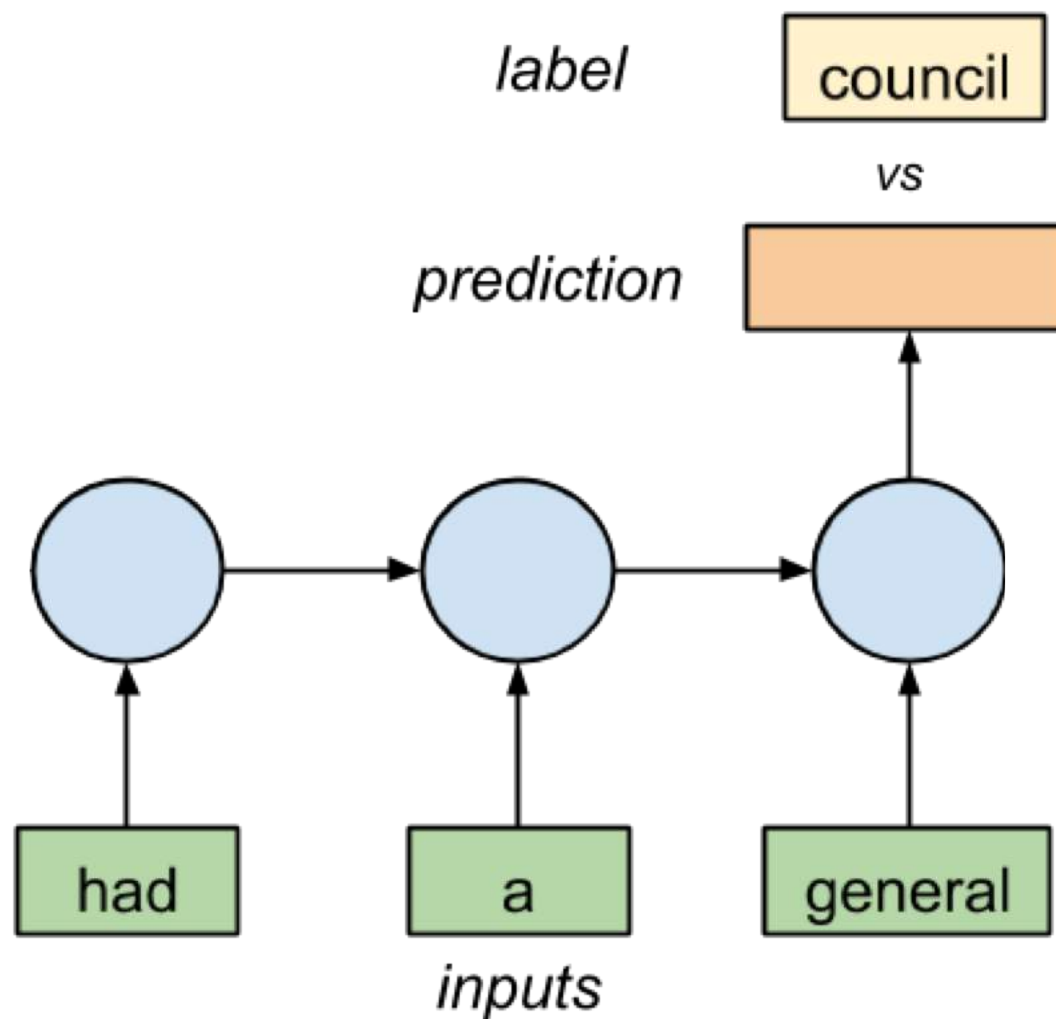 label council
vs
prediction
had a general
inputs